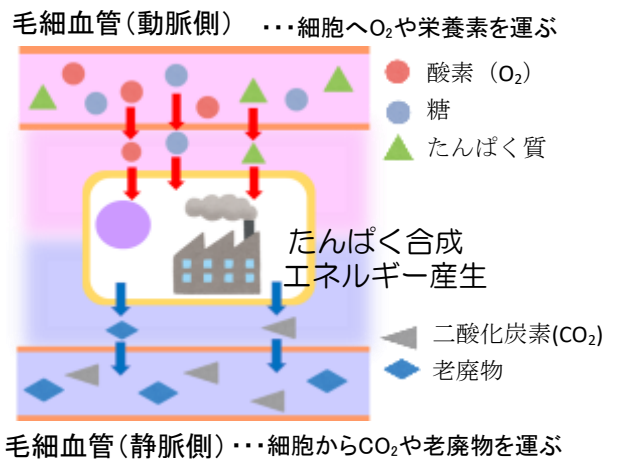 毛細血管(動脈側) ・・・細胞へO₂や栄養素を運ぶ
酸素（O₂）
糖
たんぱく質
たんぱく合成
エネルギー産生
二酸化炭素(CO₂)
老廃物
毛細血管(静脈側)・・・細胞からCO₂や老廃物を運ぶ